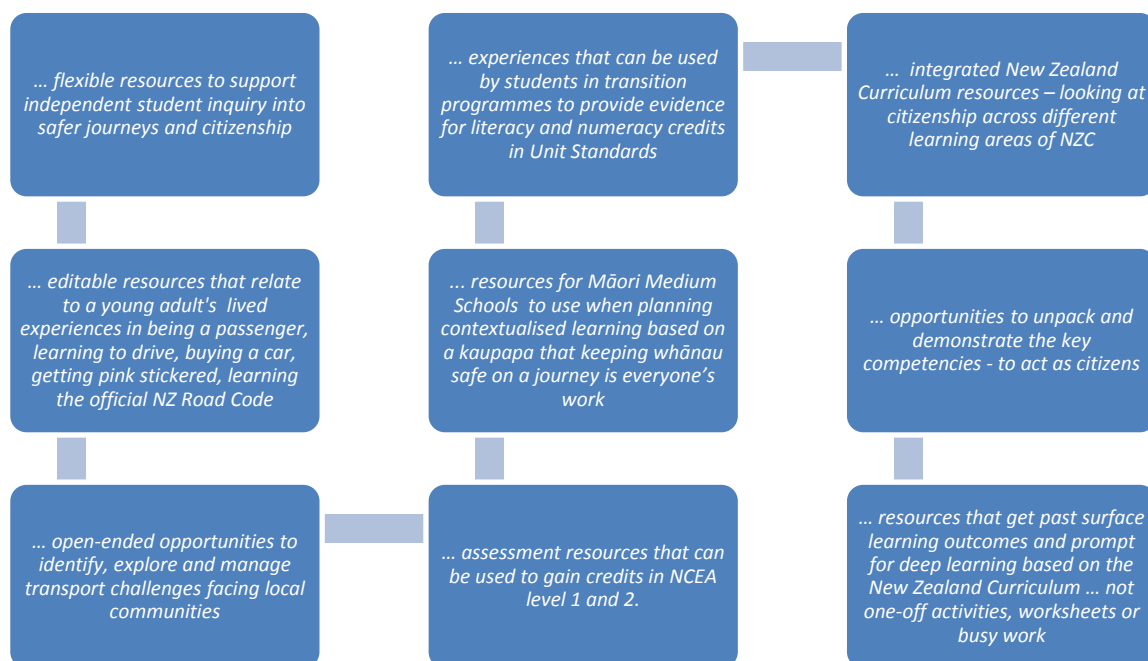 ... flexible resources to support
independent student inquiry into
safer journeys and citizenship
... editable resources that relate
to a young adult's lived
experiences in being a passenger,
learning to drive, buying a car,
getting pink stickered, learning
the official NZ Road Code
... open-ended opportunities to
identify, explore and manage
transport challenges facing local
communities
... assessment resources that can
be used to gain credits in NCEA
level 1 and 2.
... resources for Māori Medium
Schools to use when planning
contextualised learning based on
a kaupapa that keeping whānau
safe on a journey is everyone’s
work
... experiences that can be used
by students in transition
programmes to provide evidence
for literacy and numeracy credits
in Unit Standards
... integrated New Zealand
Curriculum resources – looking at
citizenship across different
learning areas of NZC
... opportunities to unpack and
demonstrate the key
competencies - to act as citizens
... resources that get past surface
learning outcomes and prompt
for deep learning based on the
New Zealand Curriculum ... not
one-off activities, worksheets or
busy work